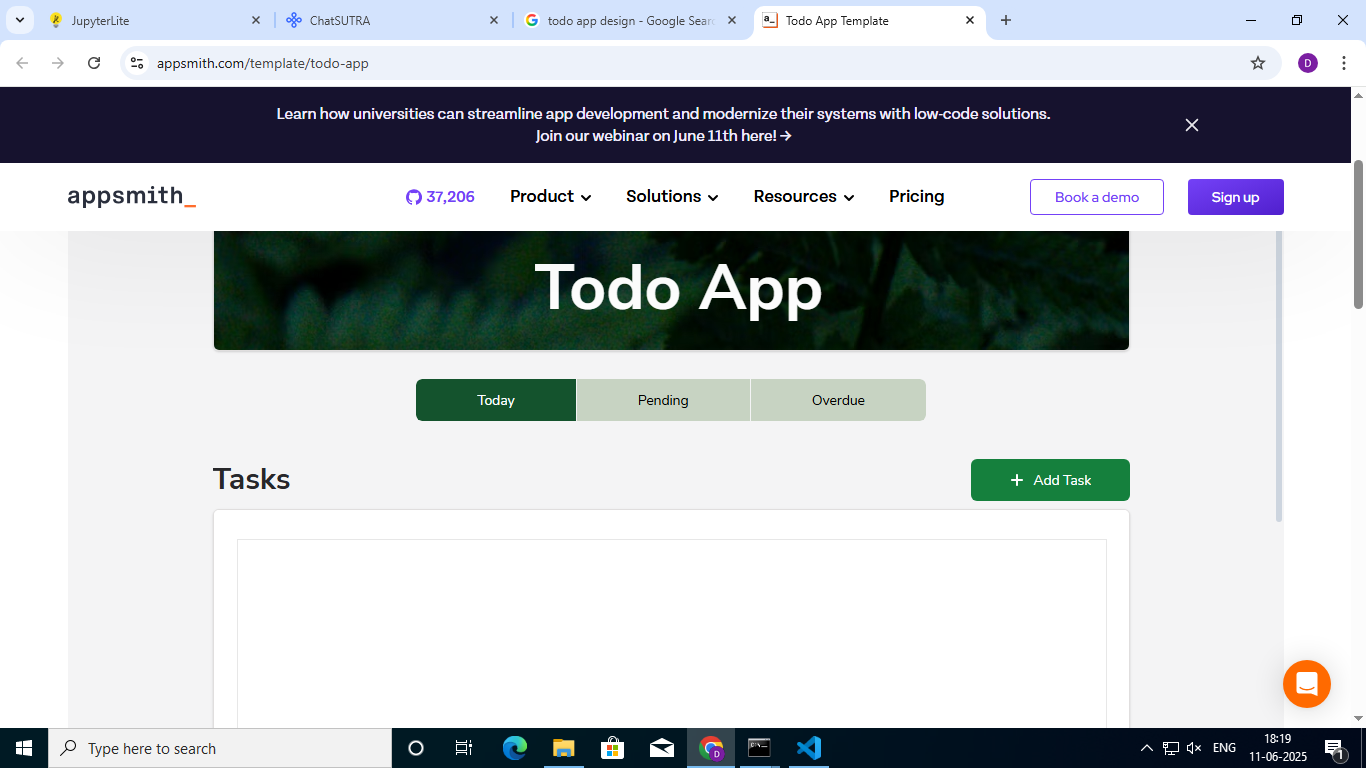 JupyterLite
ChatSUTRA
todo app design - Google Sear
Todo App Template
appsmith.com/template/todo-app
D
Learn how universities can streamline app development and modernize their systems with low-code solutions.
Join our webinar on June 11th here! →
appsmith_
37,206
Product
Solutions
Resources
Pricing
Book a demo
Sign up
Todo App
Today
Pending
Overdue
Tasks
+ Add Task
Type here to search
D
ENG
18:19
11-06-2025
1